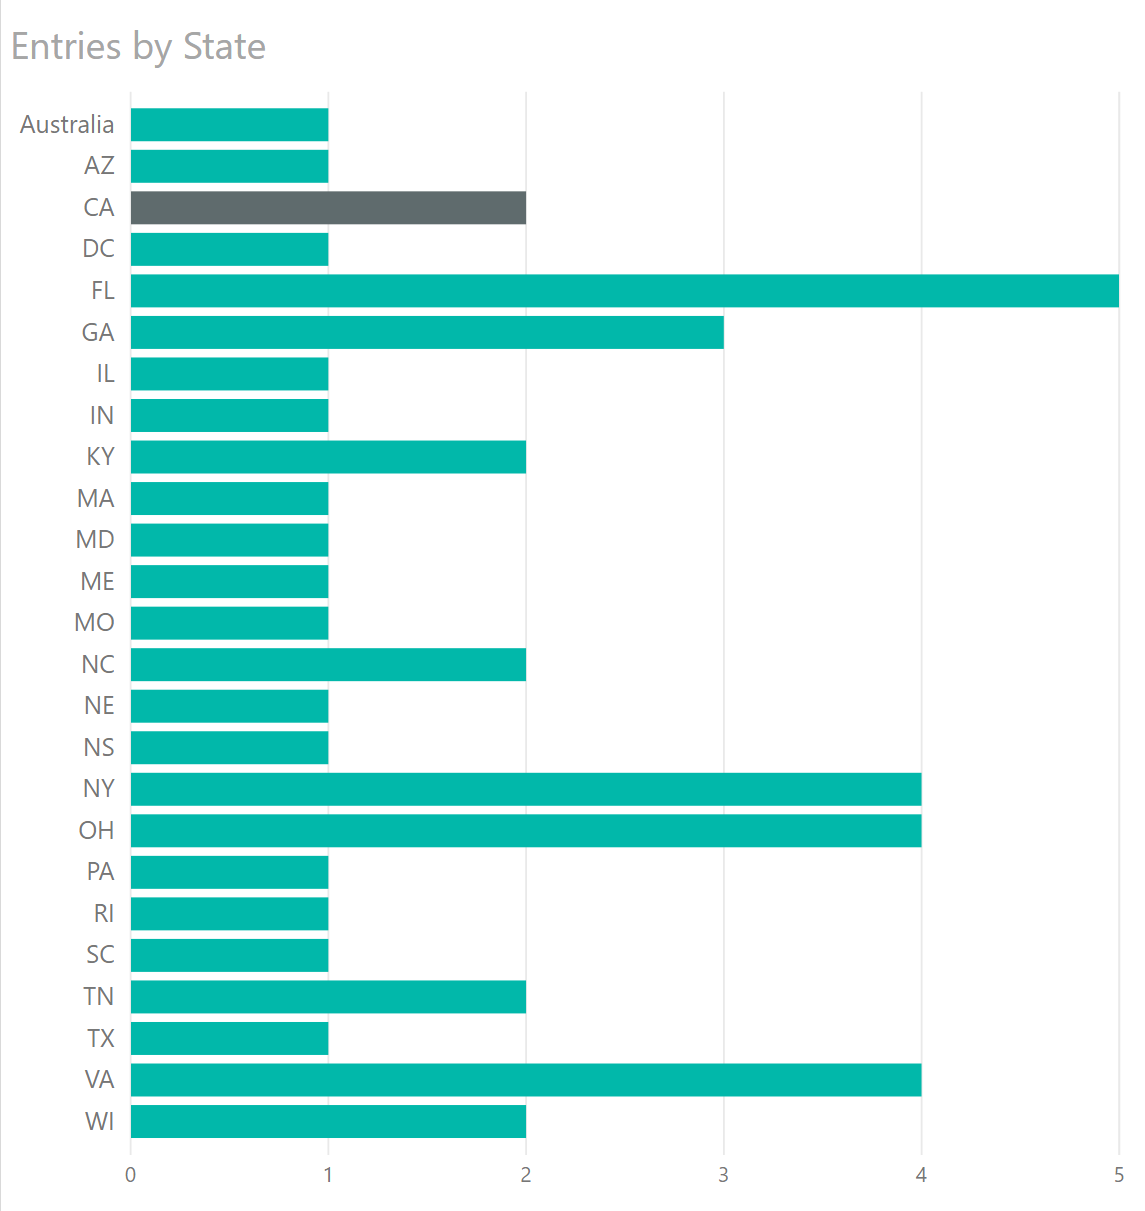 Entries by State
Australia
AZ
CA
DC
FL
GA
IL
IN
KY
MA
MD
ME
MO
NC
NE
NS
NY
OH
PA
RI
SC
TN
TX
VA
WI
0 1 2 3 4 5